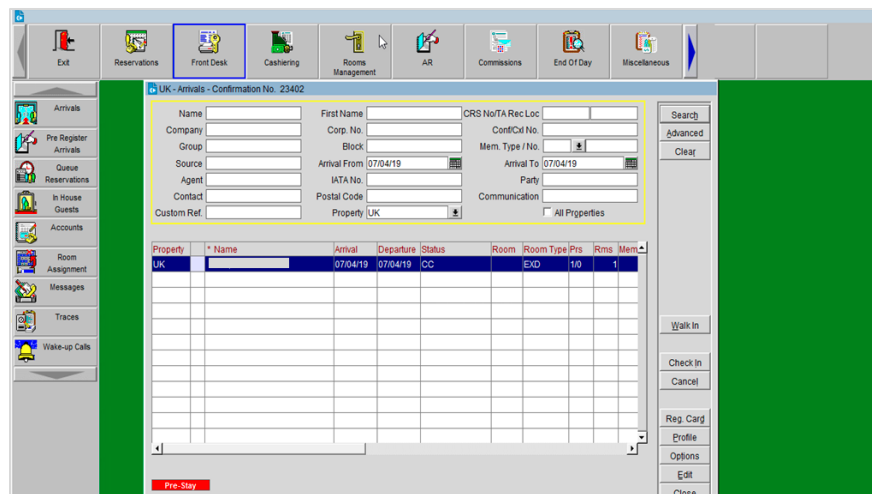 Exit Reservations Front Desk Cashiering Rooms Management AR Commissions End Of Day Miscellaneous
Arrivals
Pre Register Arrivals
Queue Reservations
In House Guests
Accounts
Room Assignment
Messages
Traces
Wake-up Calls
UK - Arrivals - Confirmation No. 23402
Name First Name CRS No/TA Rec Loc
Company Corp. No. Conf/Cxl No.
Group Block Mem. Type / No.
Source Arrival From 07/04/19 Arrival To 07/04/19
Agent IATA No. Party
Contact Postal Code Communication
Custom Ref. Property UK All Properties
Property * Name Arrival Departure Status Room Room Type Prs Rms Mem
UK 07/04/19 07/04/19 CC EXD 1/0 1
Pre-Stay
Search
Advanced
Clear
Walk In
Check In
Cancel
Reg. Card
Profile
Options
Edit
Close